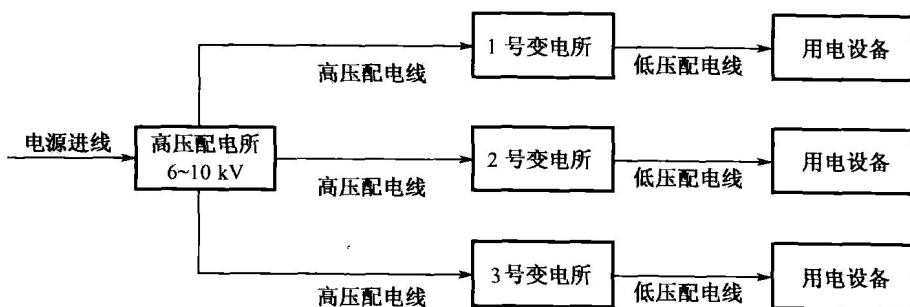 1号变电所
用电设备
高压配电线
低压配电线
电源进线
高压配电所
6~10 kV
2号变电所
用电设备
高压配电线
低压配电线
3号变电所
用电设备
高压配电线
低压配电线